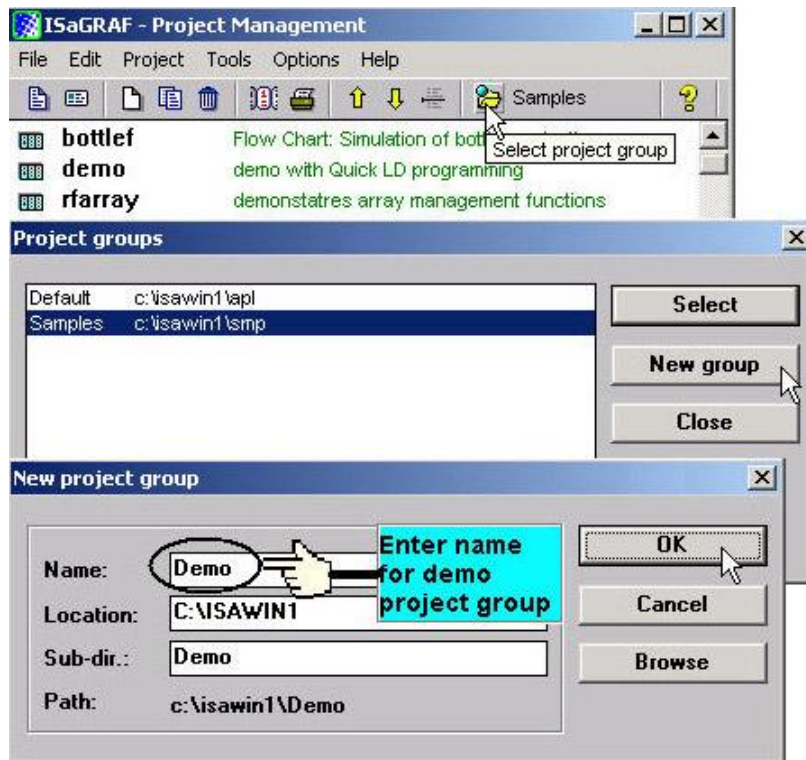 ISaGRAF - Project Management
File Edit Project Tools Options Help
Samples
bottlef Flow Chart: Simulation of
Select project group
demo demo with Quick LD programming
rfarray demonstatres array management functions
Project groups
Default c:\isawin1\apl
Samples c:\isawin1\smp
Select
New group
Close
New project group
Name: Demo
Enter name
for demo
project group
OK
Location: C:\ISAWIN1
Cancel
Sub-dir.: Demo
Browse
Path: c:\isawin1\Demo